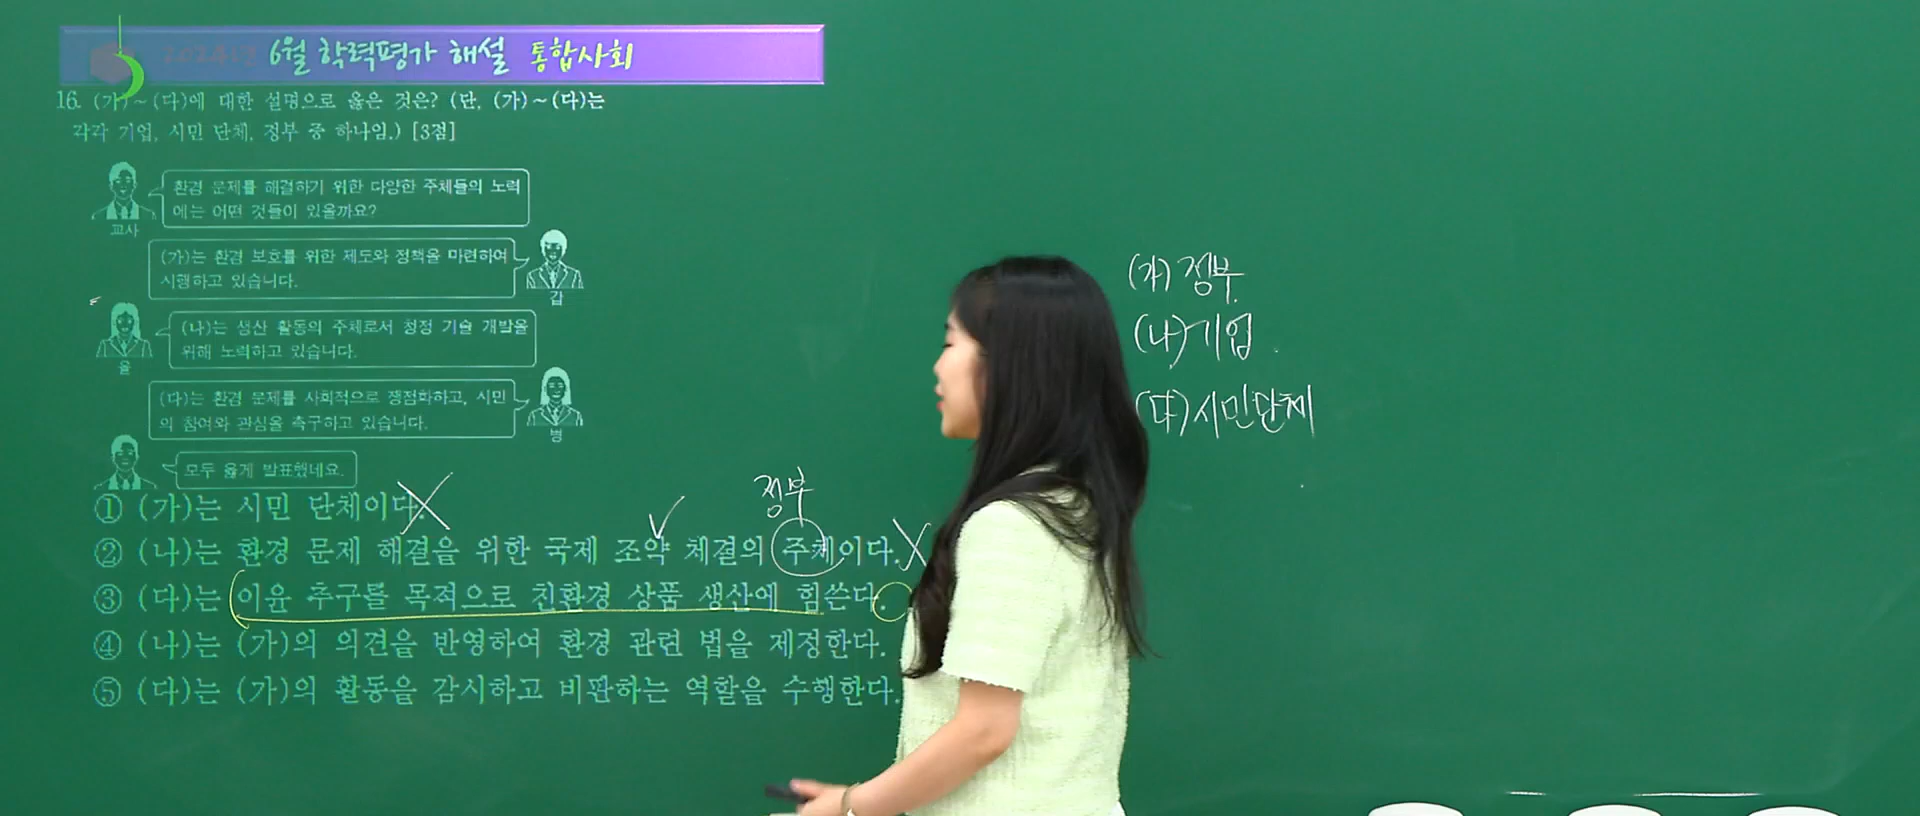 2024년 6월 학력평가 해설 통합사회
16. (가)~(다)에 대한 설명으로 옳은 것은? (단, (가)~(다)는
각각 기업, 시민 단체, 정부 중 하나임.) [3점]
환경 문제를 해결하기 위한 다양한 주체들의 노력
에는 어떤 것들이 있을까요?
교사
(가)는 환경 보호를 위한 제도와 정책을 마련하여
시행하고 있습니다.
갑
(나)는 생산 활동의 주체로서 청정 기술 개발을
위해 노력하고 있습니다.
을
(다)는 환경 문제를 사회적으로 쟁점화하고, 시민
의 참여와 관심을 촉구하고 있습니다.
병
모두 옳게 발표했네요.
① (가)는 시민 단체이다.
정부
② (나)는 환경 문제 해결을 위한 국제 조약 체결의 주체이다.
③ (다)는 이윤 추구를 목적으로 친환경 상품 생산에 힘쓴다.
④ (나)는 (가)의 의견을 반영하여 환경 관련 법을 제정한다.
⑤ (다)는 (가)의 활동을 감시하고 비판하는 역할을 수행한다.
(가) 정부
(나) 기업
(다) 시민단체